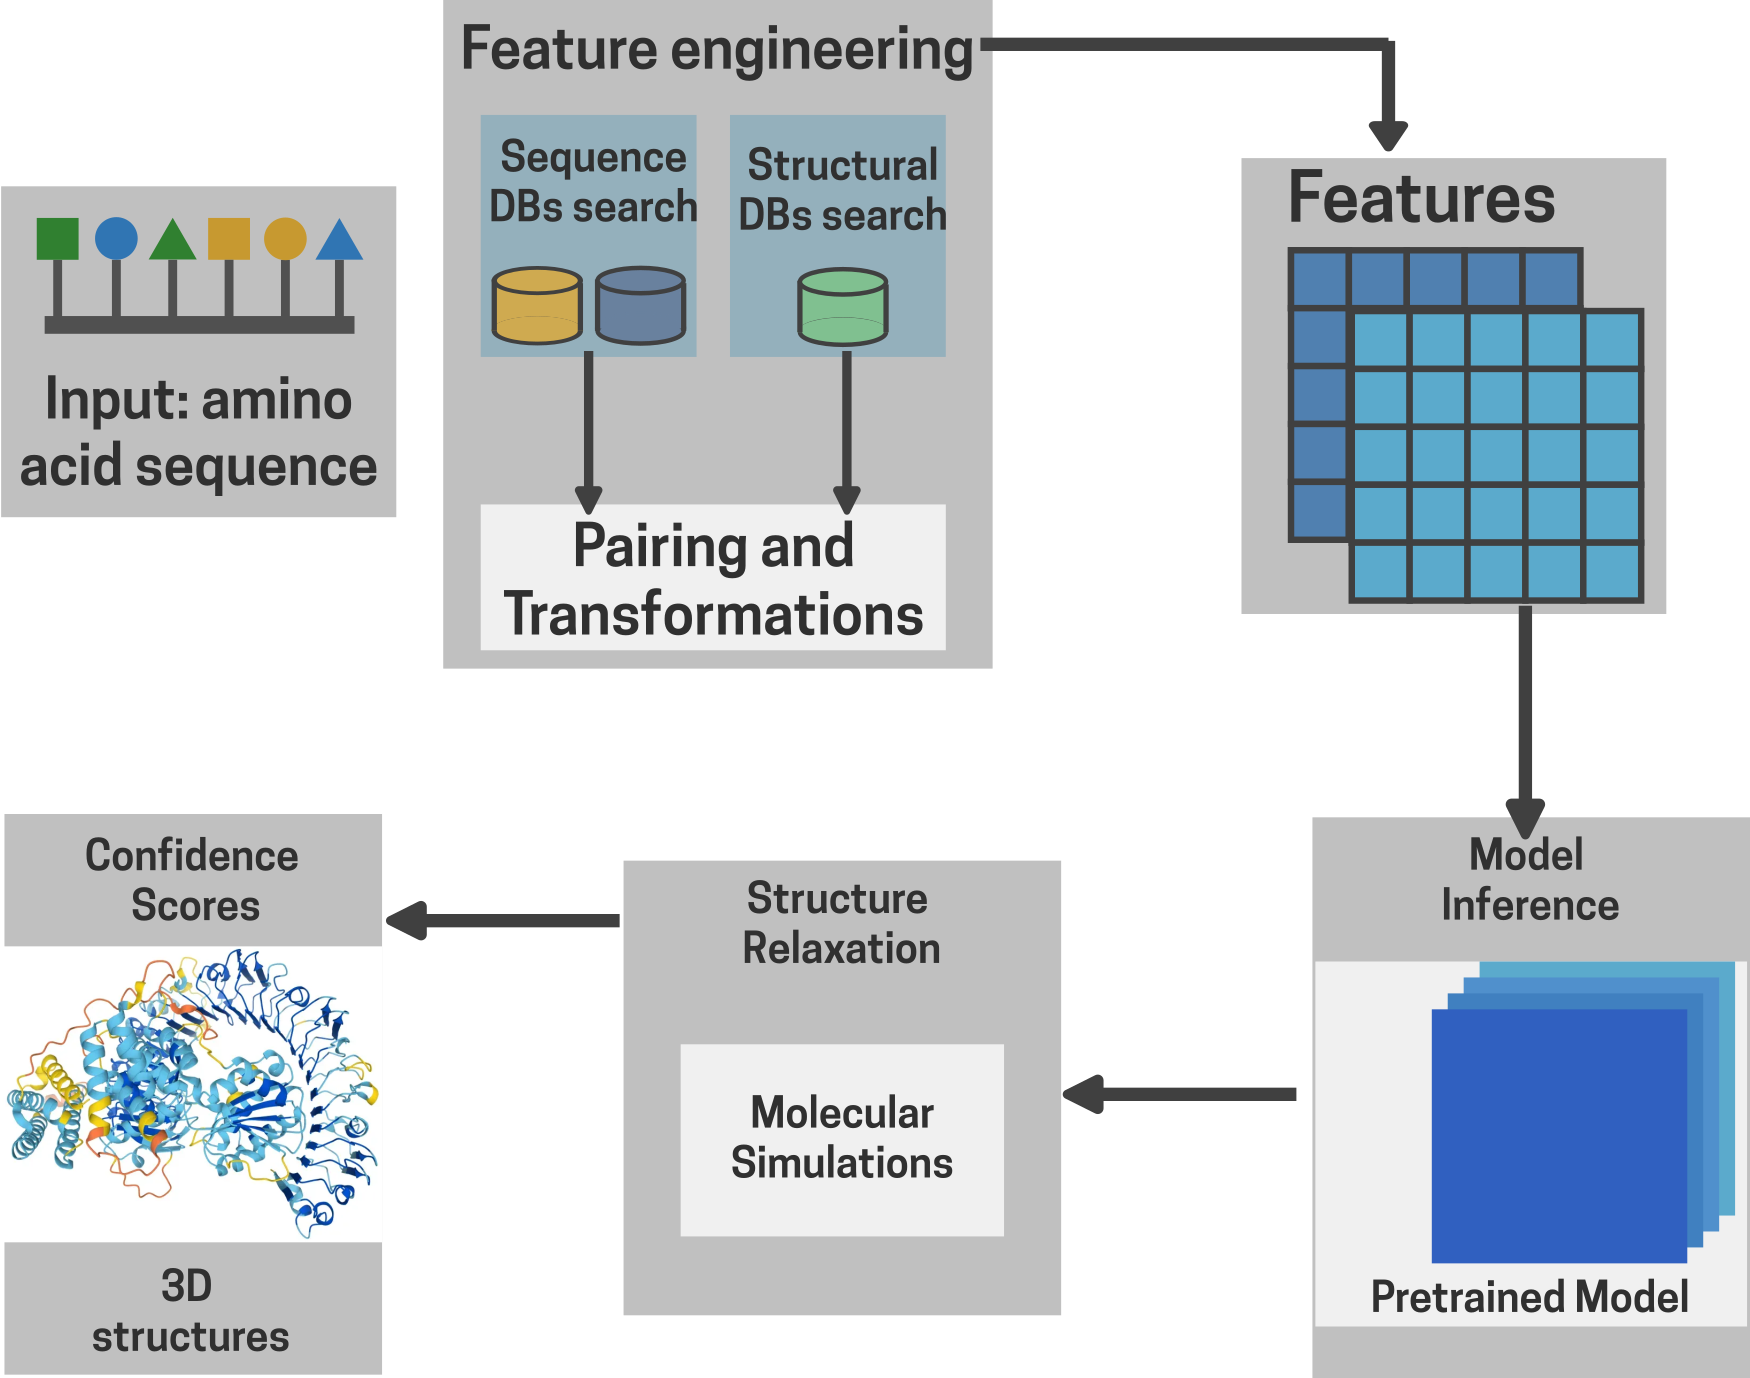 Feature engineering
Sequence
DBs search
Structural
DBs search
Pairing and
Transformations
Input: amino
acid sequence
Features
Model
Inference
Pretrained Model
Structure
Relaxation
Molecular
Simulations
Confidence
Scores
3D
structures